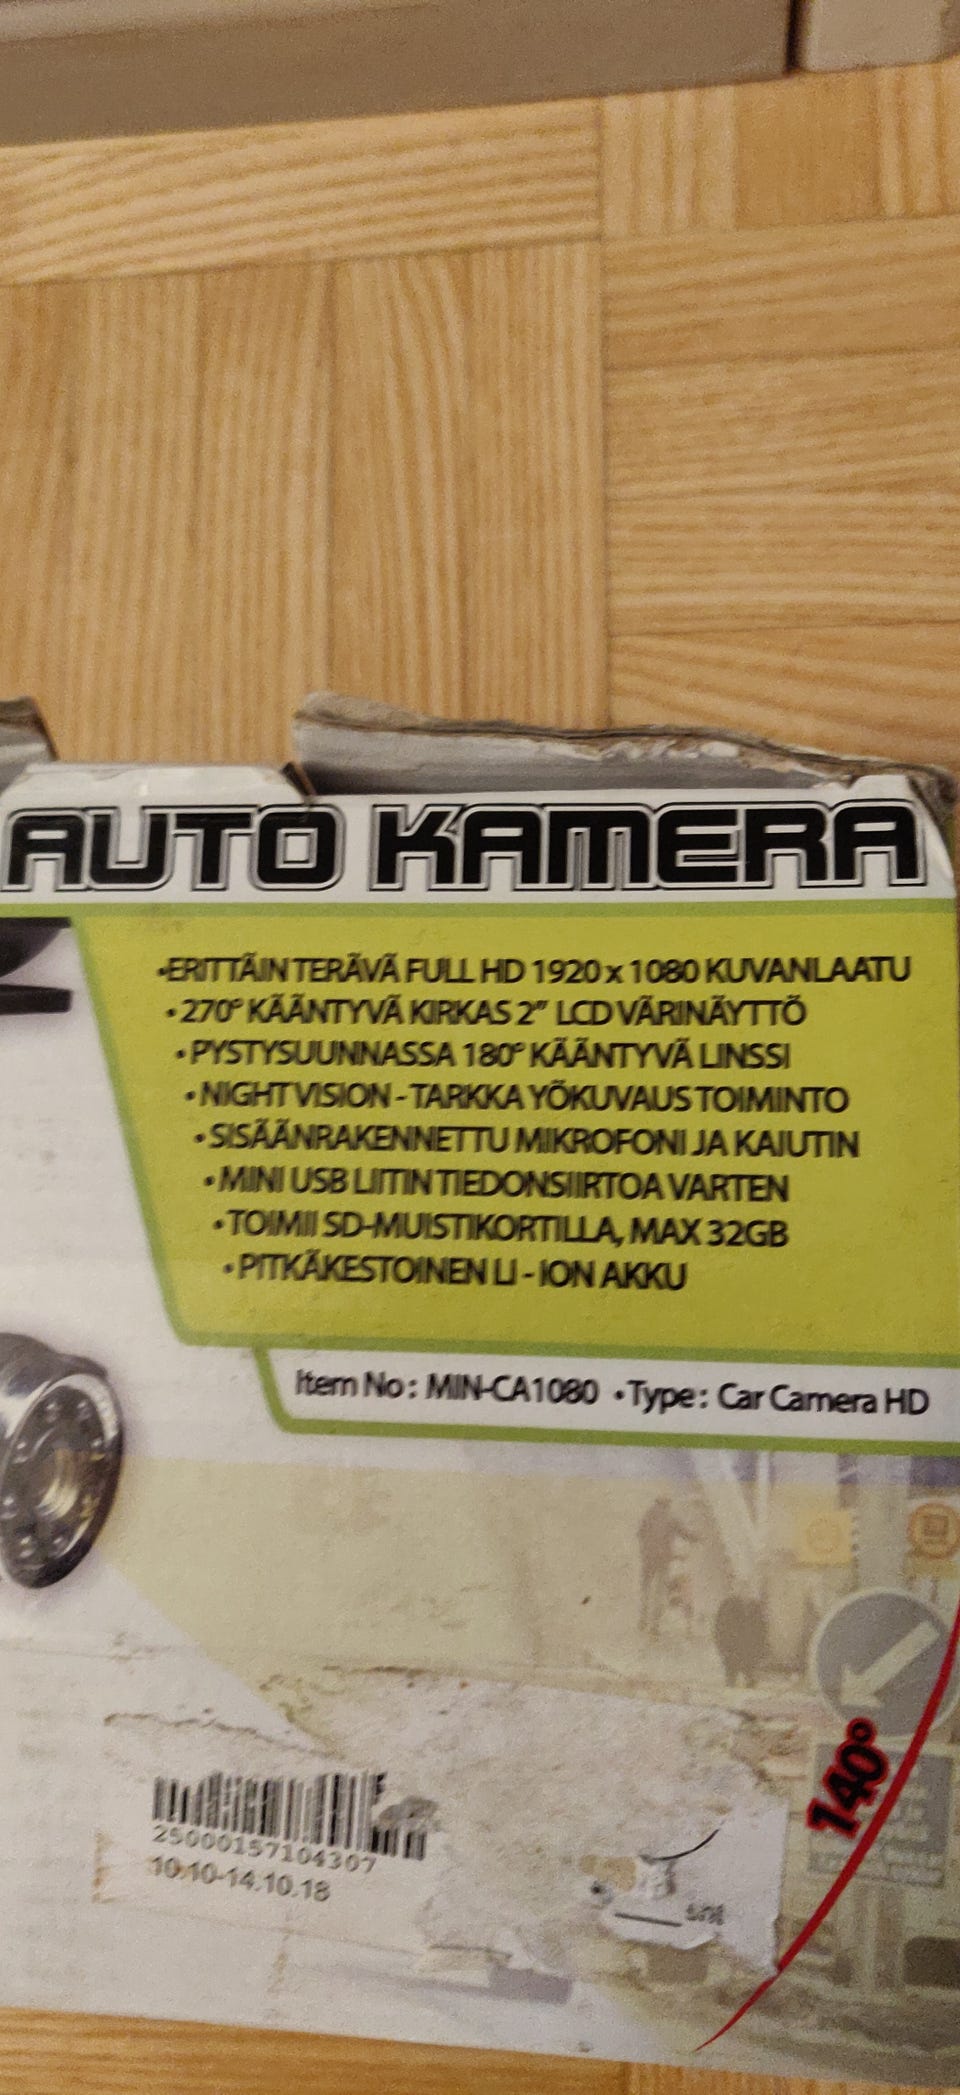 AUTO KAMERA
•ERITTÄIN TERÄVÄ FULL HD 1920 x 1080 KUVANLAATU
•270° KÄÄNTYVÄ KIRKAS 2" LCD VÄRINÄYTTÖ
•PYSTYSUUNNASSA 180° KÄÄNTYVÄ LINSSI
•NIGHT VISION - TARKKA YÖKUVAUS TOIMINTO
•SISÄÄNRAKENNETTU MIKROFONI JA KAIUTIN
•MINI USB LIITIN TIEDONSIIRTOA VARTEN
•TOIMII SD-MUISTIKORTILLA, MAX 32GB
•PITKÄKESTOINEN LI - ION AKKU
Item No: MIN-CA1080 •Type: Car Camera HD
140°
25000157104307
10.10-14.10.18